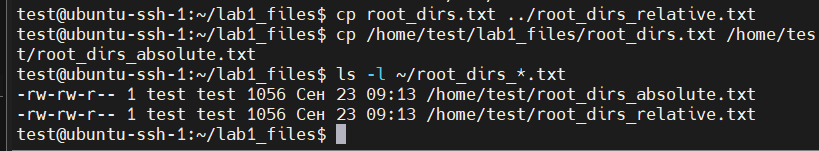 test@ubuntu-ssh-1:~/lab1_files$ cp root_dirs.txt ../root_dirs_relative.txt
test@ubuntu-ssh-1:~/lab1_files$ cp /home/test/lab1_files/root_dirs.txt /home/tes
t/root_dirs_absolute.txt
test@ubuntu-ssh-1:~/lab1_files$ ls -l ~/root_dirs_*.txt
-rw-rw-r-- 1 test test 1056 Сен 23 09:13 /home/test/root_dirs_absolute.txt
-rw-rw-r-- 1 test test 1056 Сен 23 09:13 /home/test/root_dirs_relative.txt
test@ubuntu-ssh-1:~/lab1_files$